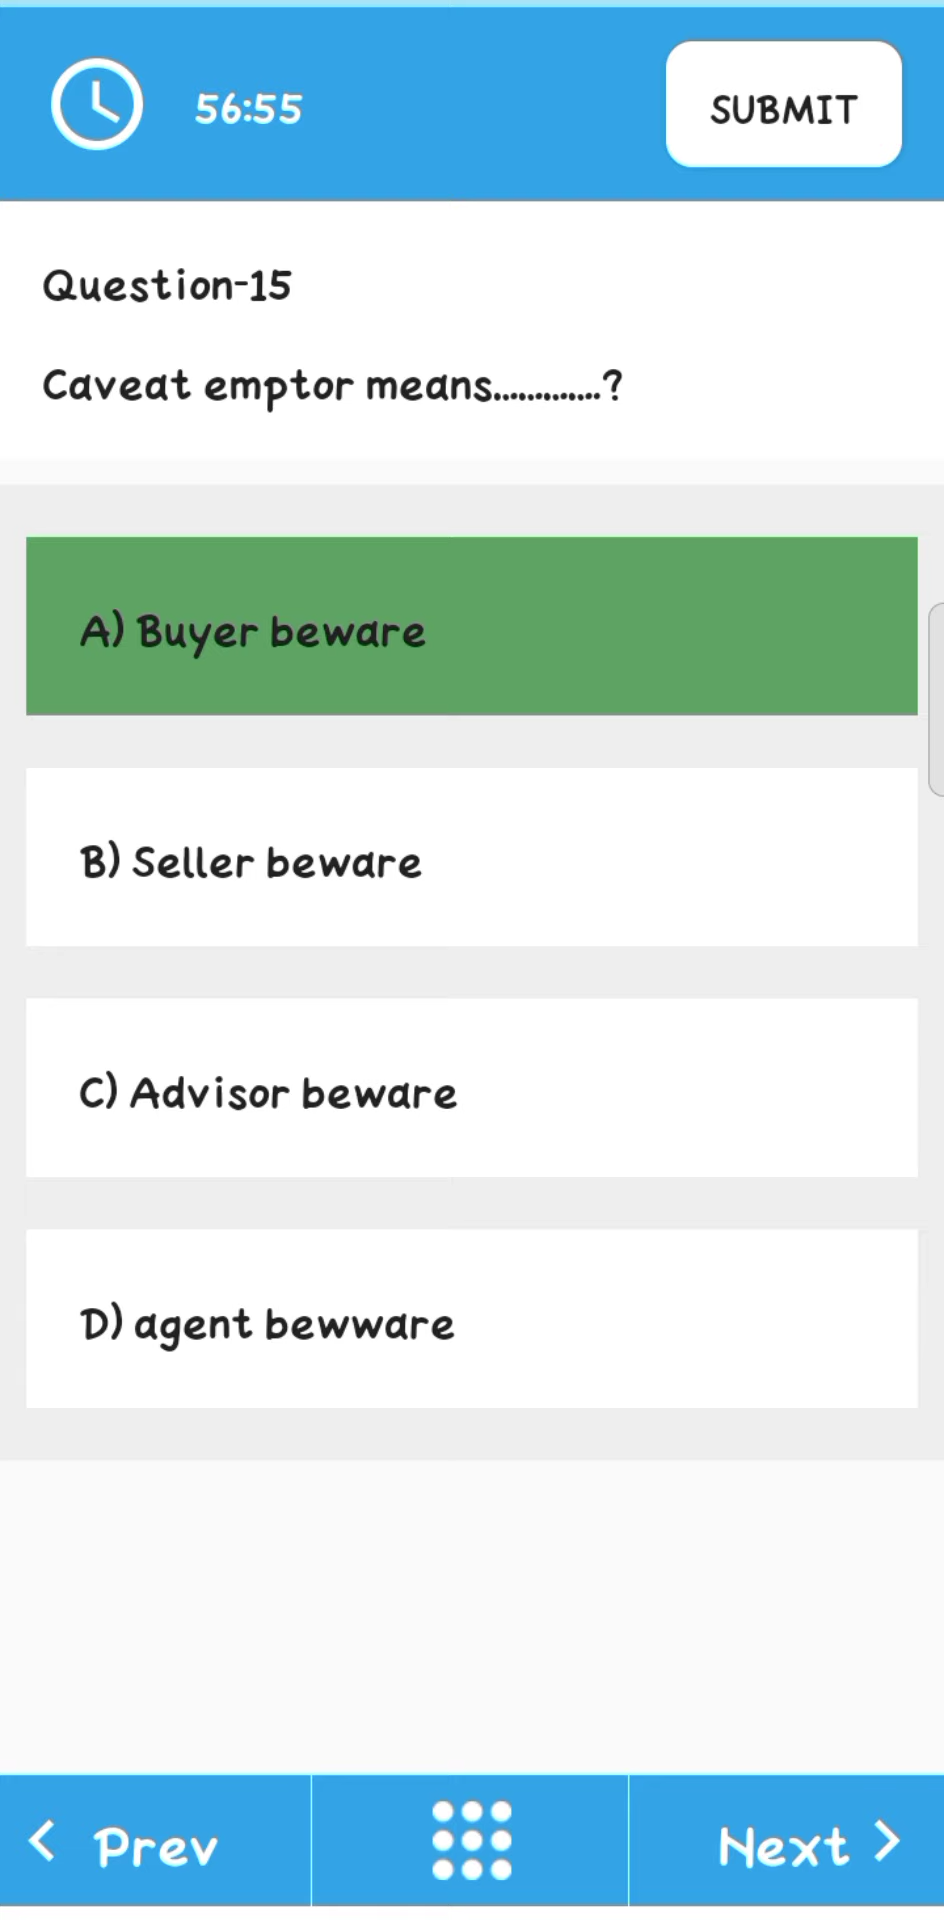 56:55
SUBMIT
Question-15
Caveat emptor means.............?
A) Buyer beware
B) Seller beware
C) Advisor beware
D) agent bewware
Prev
Next